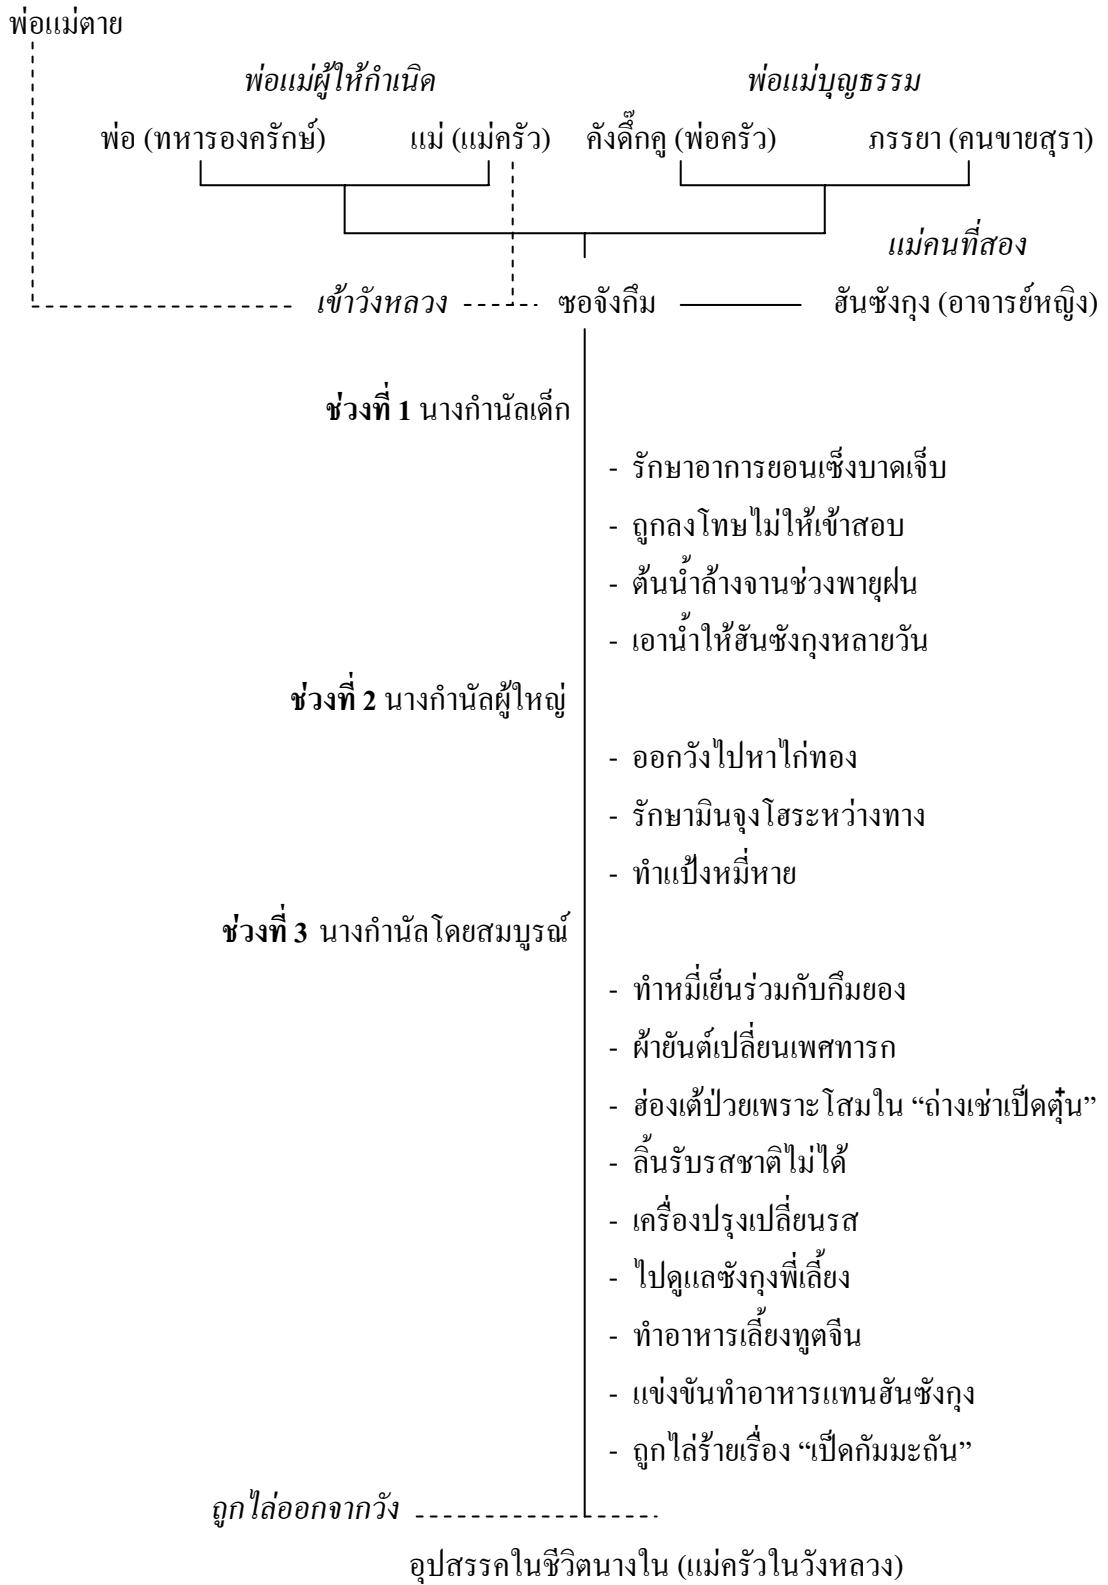 พ่อแม่ตาย
พ่อแม่ผู้ให้กำเนิด พ่อแม่บุญธรรม
พ่อ (ทหารองครักษ์) แม่ (แม่ครัว) คังดึ๊กคู (พ่อครัว) ภรรยา (คนขายสุรา)
แม่คนที่สอง
เข้าวังหลวง ซอจังกึม ฮันซังกุง (อาจารย์หญิง)
ช่วงที่ 1 นางกำนัลเด็ก
- รักษาอาการยอนเซ็งบาดเจ็บ
- ถูกลงโทษไม่ให้เข้าสอบ
- ต้นน้ำล้างจานช่วงพายุฝน
- เอาน้ำให้ฮันซังกุงหลายวัน
ช่วงที่ 2 นางกำนัลผู้ใหญ่
- ออกวังไปหาไก่ทอง
- รักษามินจุงโฮระหว่างทาง
- ทำแป้งหมี่หาย
ช่วงที่ 3 นางกำนัลโดยสมบูรณ์
- ทำหมี่เย็นร่วมกับกึมยอง
- ผ้ายันต์เปลี่ยนเพศทารก
- ฮ่องเต้ป่วยเพราะโสมใน “ถ่างเช่าเป็ดตุ๋น”
- ลิ้นรับรสชาติไม่ได้
- เครื่องปรุงเปลี่ยนรส
- ไปดูแลซังกุงพี่เลี้ยง
- ทำอาหารเลี้ยงทูตจีน
- แข่งขันทำอาหารแทนฮันซังกุง
- ถูกใล่ร้ายเรื่อง “เป็ดกัมมะถัน”
ถูกไล่ออกจากวัง
อุปสรรคในชีวิตนางใน (แม่ครัวในวังหลวง)